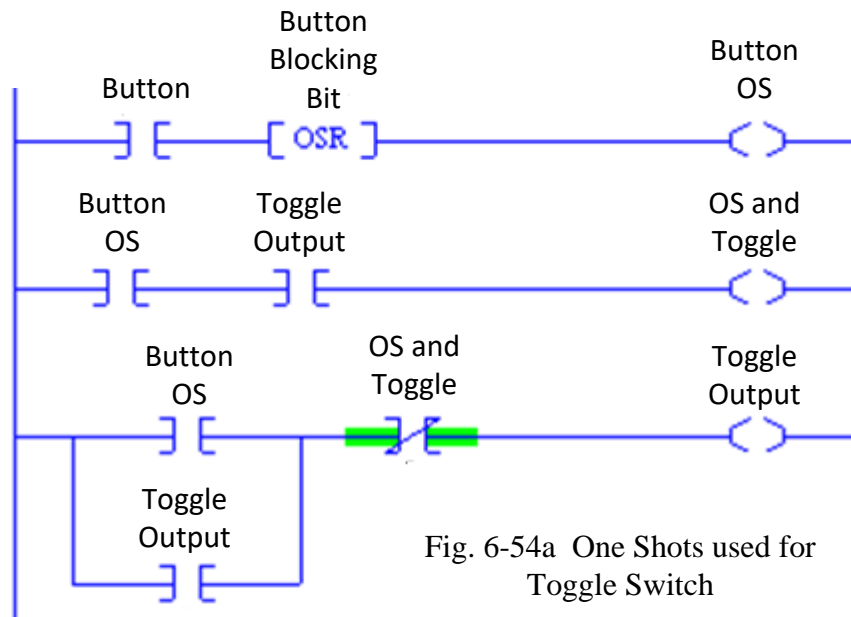 Button
Button
Blocking
Bit
Button
OS
OSR
Button
OS
Toggle
Output
OS and
Toggle
Button
OS
OS and
Toggle
Toggle
Output
Toggle
Output
Fig. 6-54a One Shots used for
Toggle Switch